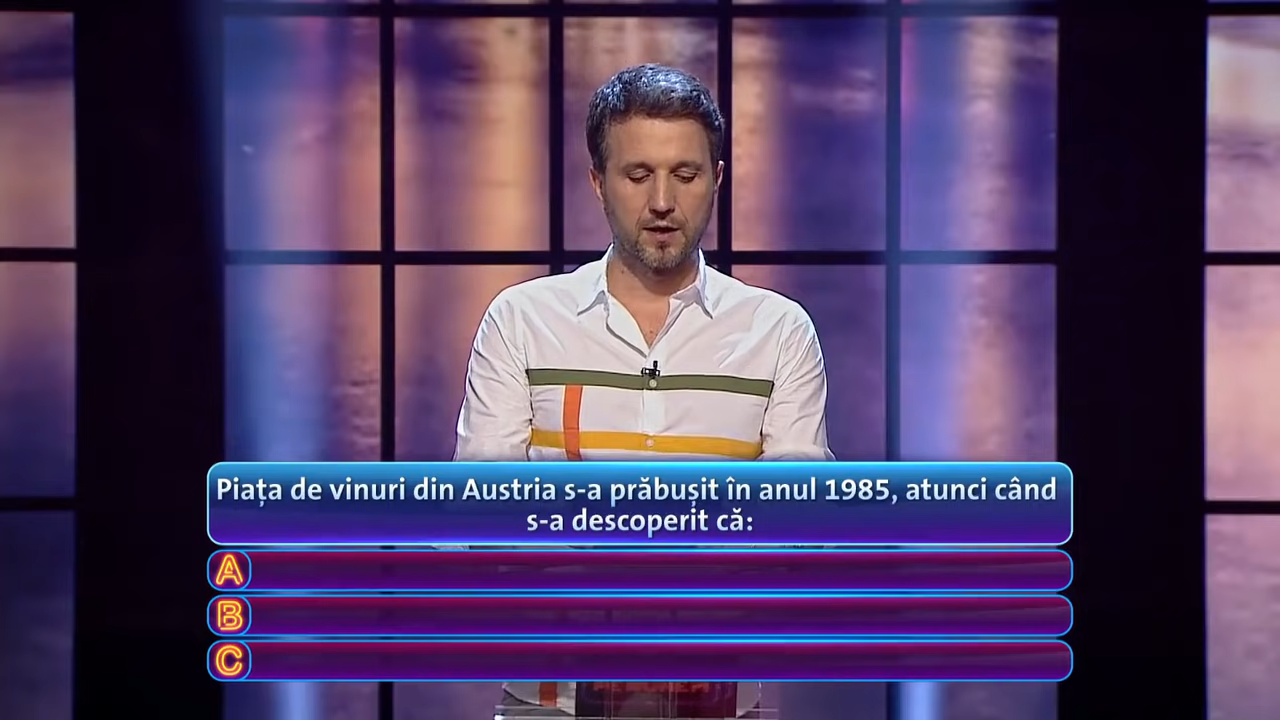 Piața de vinuri din Austria s-a prăbușit în anul 1985, atunci când
s-a descoperit că:
A
B
C